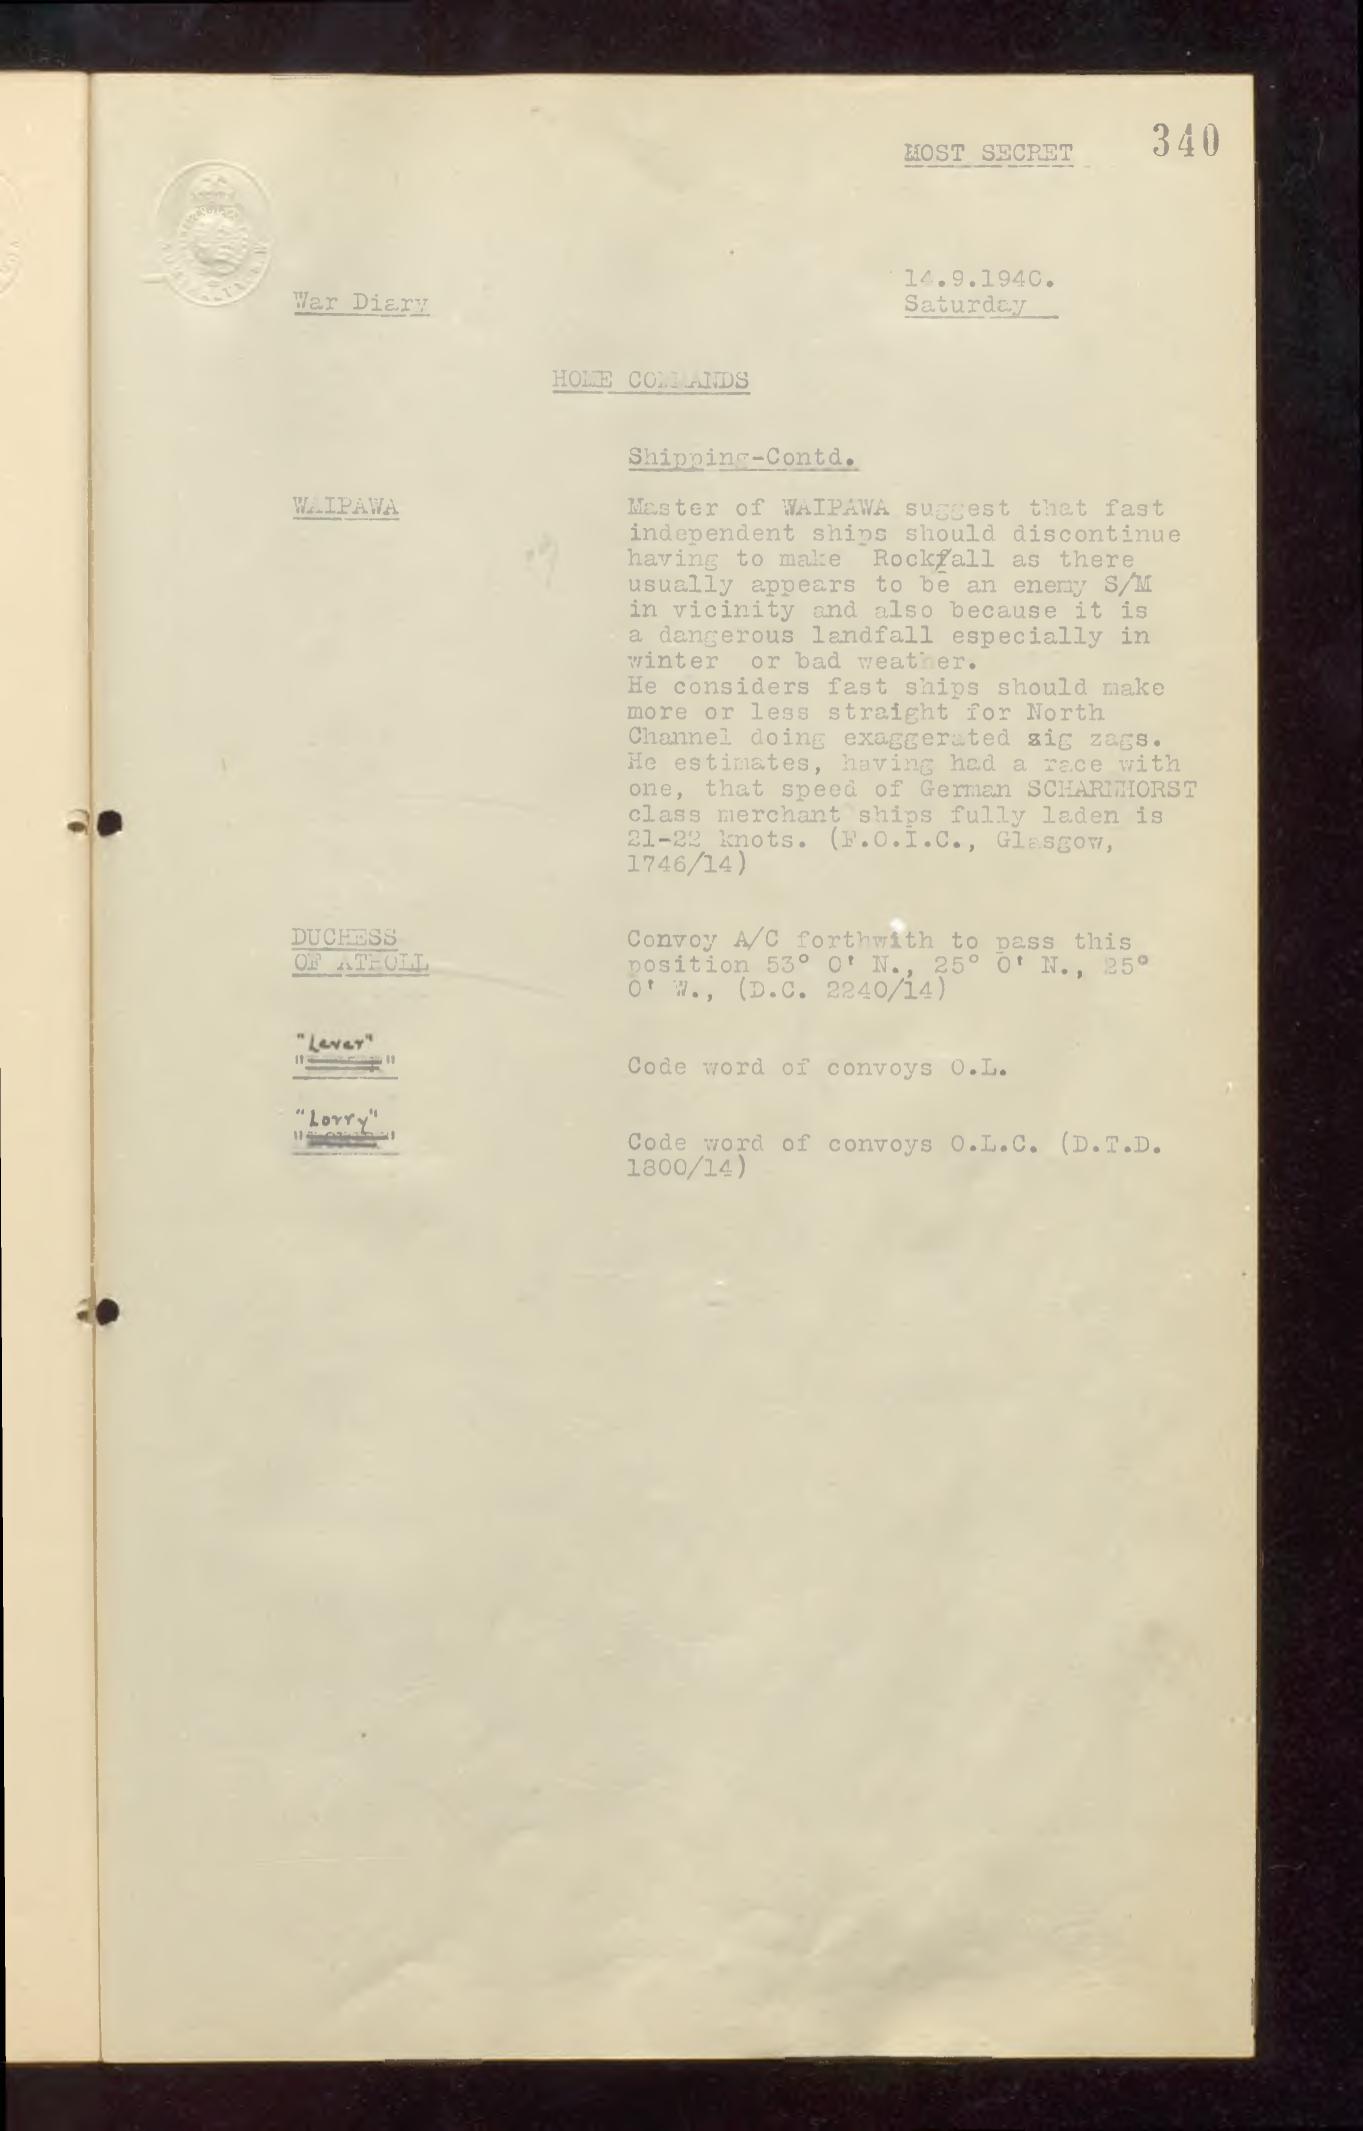 MOST SECRET
340
14.9.1940.
War Diary
Saturday
HOME COMMANDS
Shipping-Contd.
WAIPAWA
Master of WAIPAWA suggest that fast
independent ships should discontinue
having to make Rockfall as there
usually appears to be an enemy S/M
in vicinity and also because it is
a dangerous landfall especially in
winter or bad weather.
He considers fast ships should make
more or less straight for North
Channel doing exaggerated zig zags.
He estimates, having had a race with
one, that speed of German SCHARNHORST
class merchant ships fully laden is
21-22 knots. (F.O.I.C., Glasgow,
1746/14)
DUCHESS
OF ATHOLL
Convoy A/C forthwith to pass this
position 53° 0' N., 25° 0' N., 25°
0' W., (D.C. 2240/14)
"Lever"
Code word of convoys O.L.
"Lorry"
Code word of convoys O.L.C. (D.T.D.
1800/14)